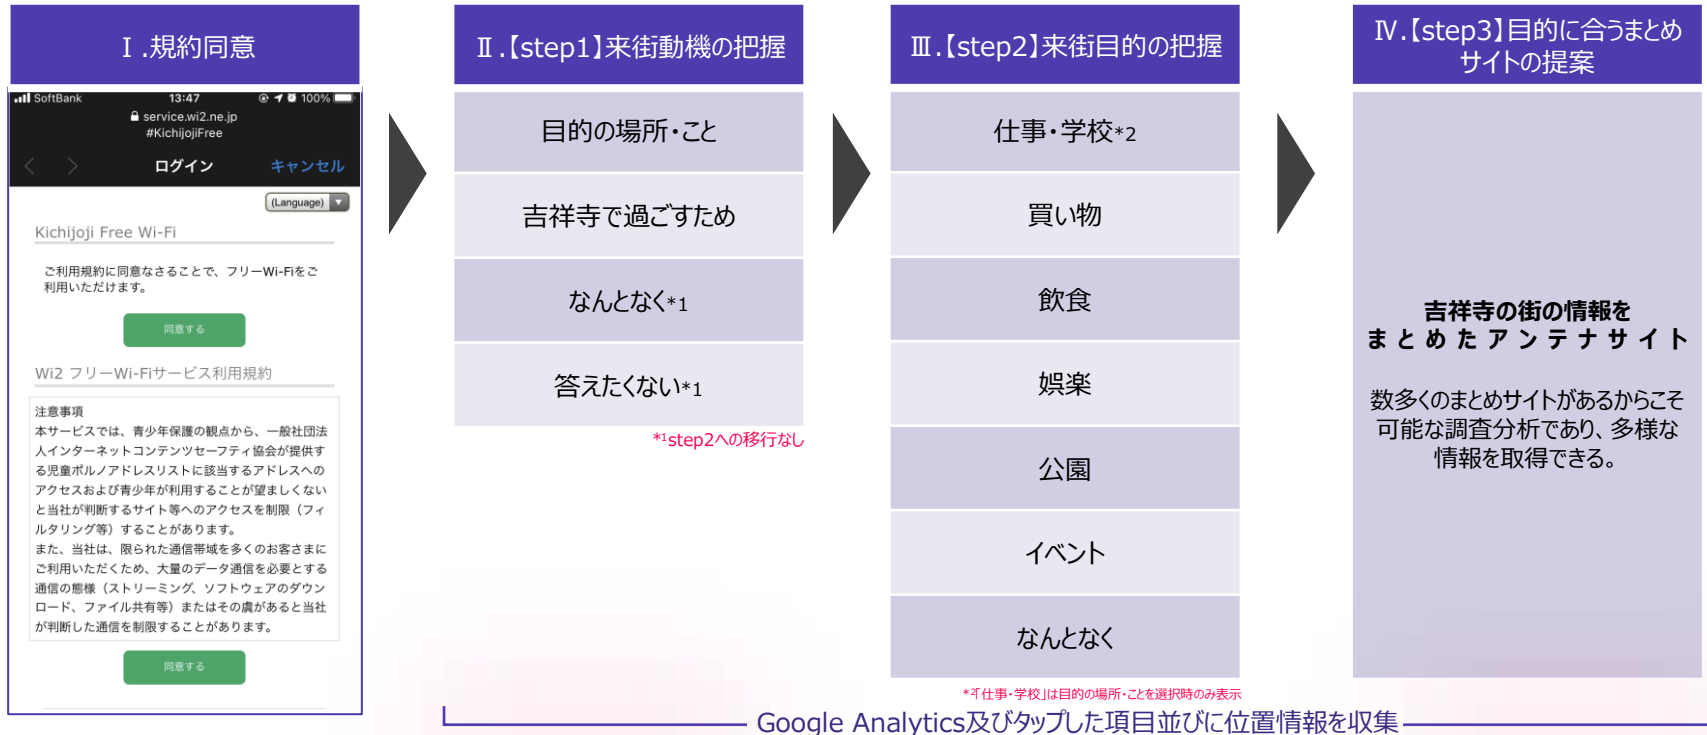 Ⅰ.規約同意
SoftBank 13:47 100%
service.wi2.ne.jp
#KichijojiFree
ログイン キャンセル
(Language)
Kichijoji Free Wi-Fi
ご利用規約に同意なさることで、フリーWi-Fiをご
利用いただけます。
同意する
Wi2 フリーWi-Fiサービス利用規約
注意事項
本サービスでは、青少年保護の観点から、一般社団法
人インターネットコンテンツセーフティ協会が提供す
る児童ポルノアドレスリストに該当するアドレスへの
アクセスおよび青少年が利用することが望ましくない
と当社が判断するサイト等へのアクセスを制限（フィ
ルタリング等）することがあります。
また、当社は、限られた通信帯域を多くのお客さまに
ご利用いただくため、大量のデータ通信を必要とする
通信の態様（ストリーミング、ソフトウェアのダウン
ロード、ファイル共有等）またはその虞があると当社
が判断した通信を制限することがあります。
同意する
Ⅱ.【step1】来街動機の把握
目的の場所・こと
吉祥寺で過ごすため
なんとなく*1
答えたくない*1
*1step2への移行なし
Ⅲ.【step2】来街目的の把握
仕事・学校*2
買い物
飲食
娯楽
公園
イベント
なんとなく
*2「仕事・学校」は目的の場所・ことを選択時のみ表示
Ⅳ.【step3】目的に合うまとめ
サイトの提案
吉祥寺の街の情報を
まとめたアンテナサイト
数多くのまとめサイトがあるからこそ
可能な調査分析であり、多様な
情報を取得できる。
Google Analytics及びタップした項目並びに位置情報を収集